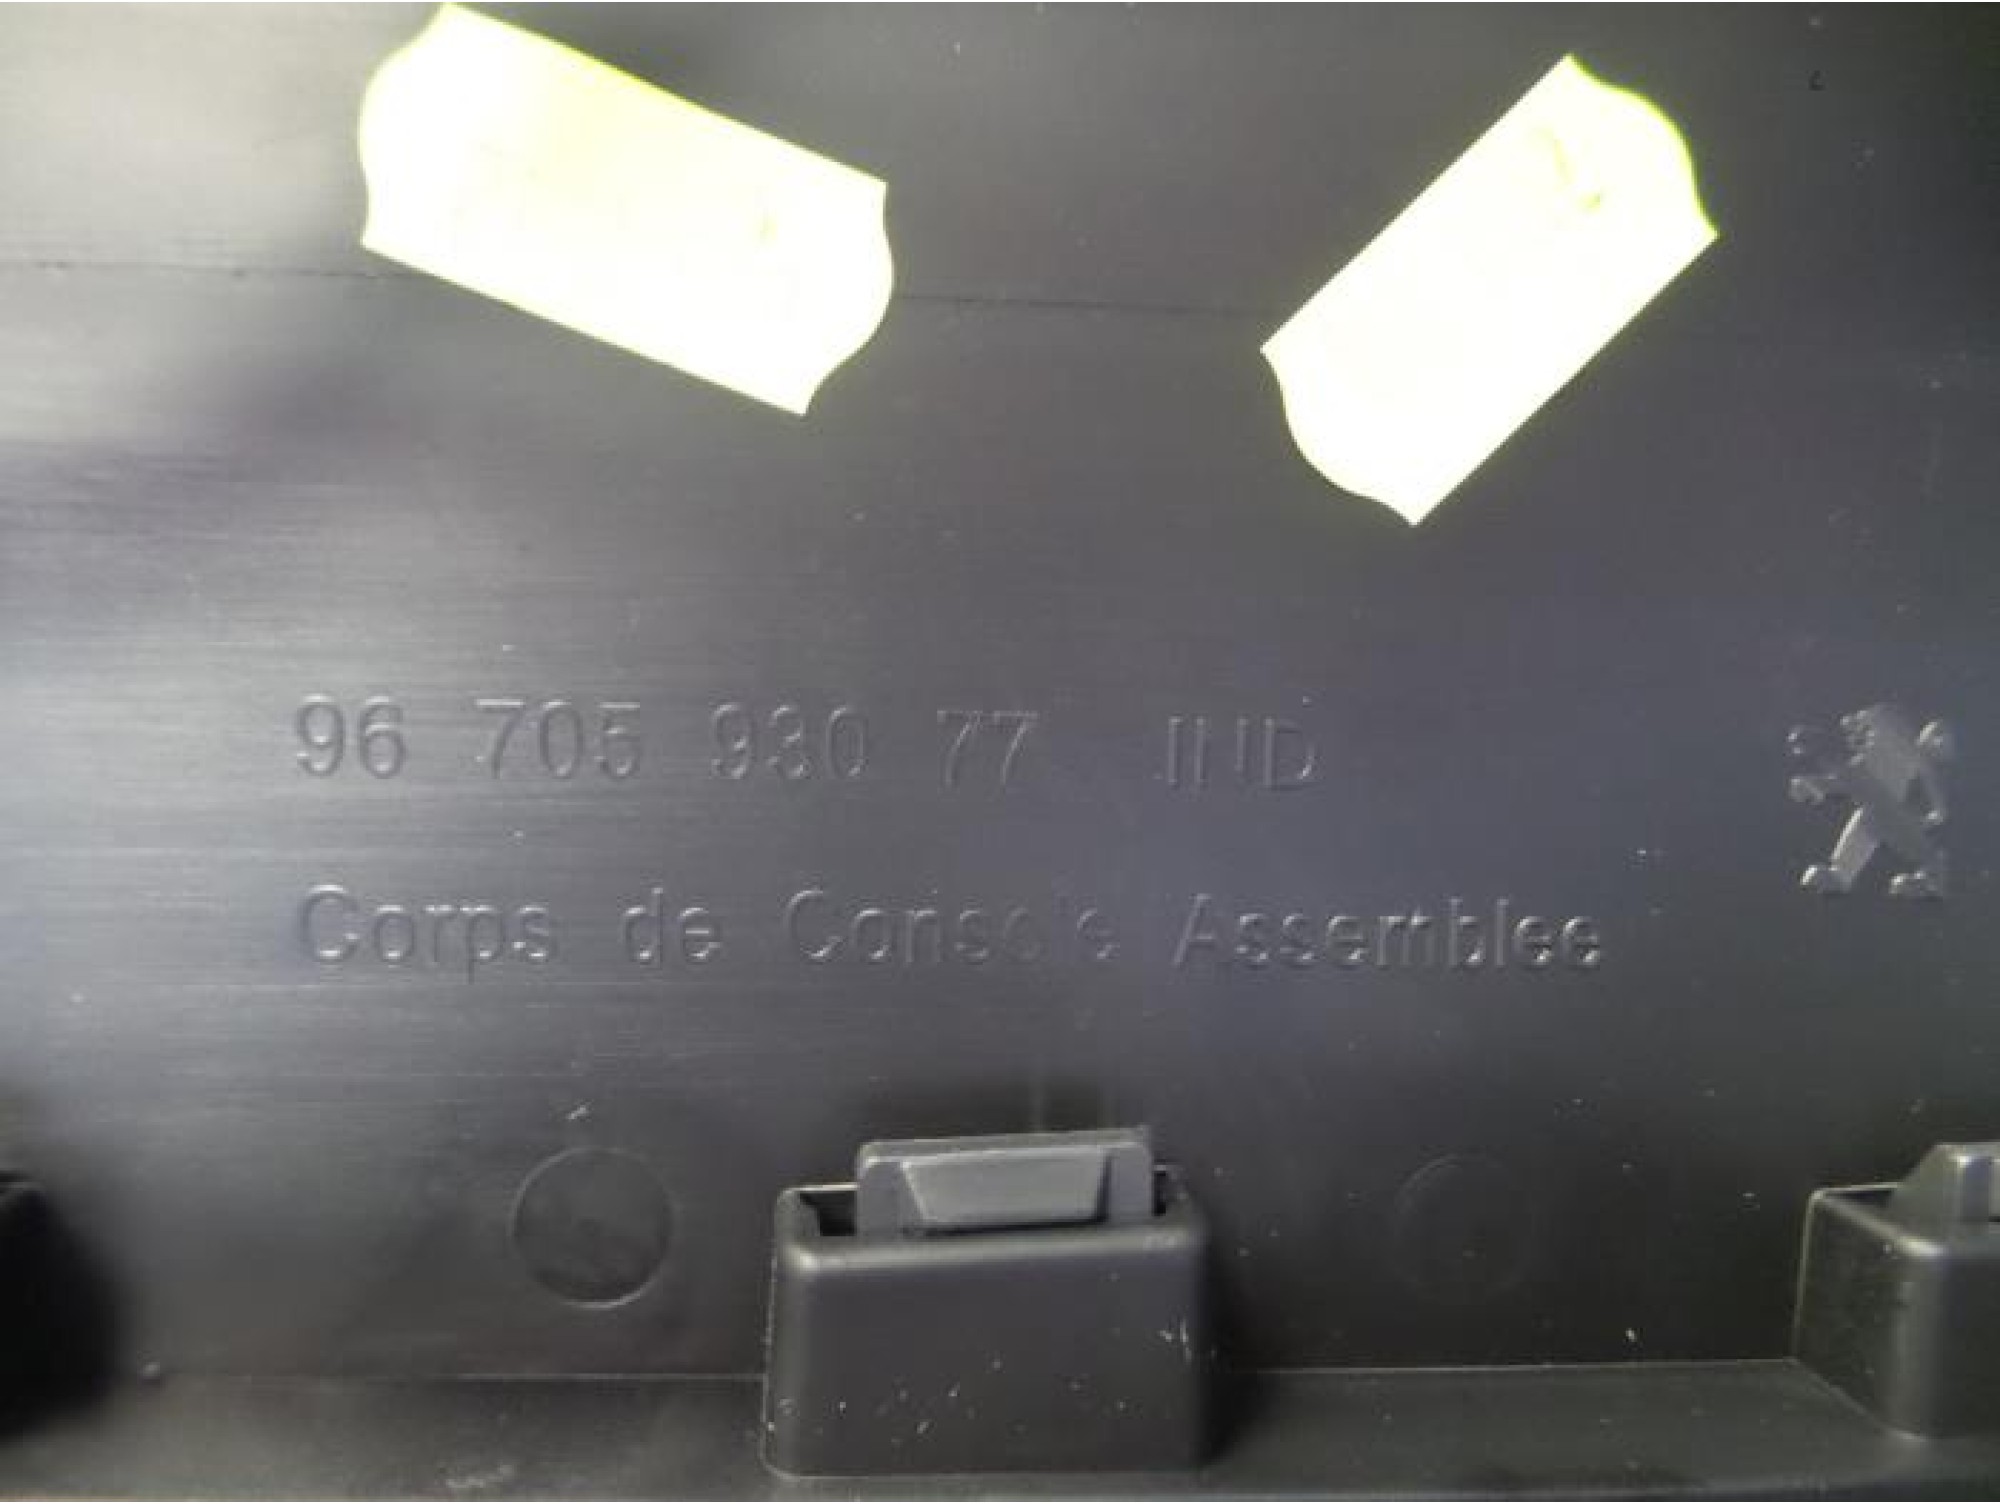 96 705 930 77 IND
Corps de Console Assemblee